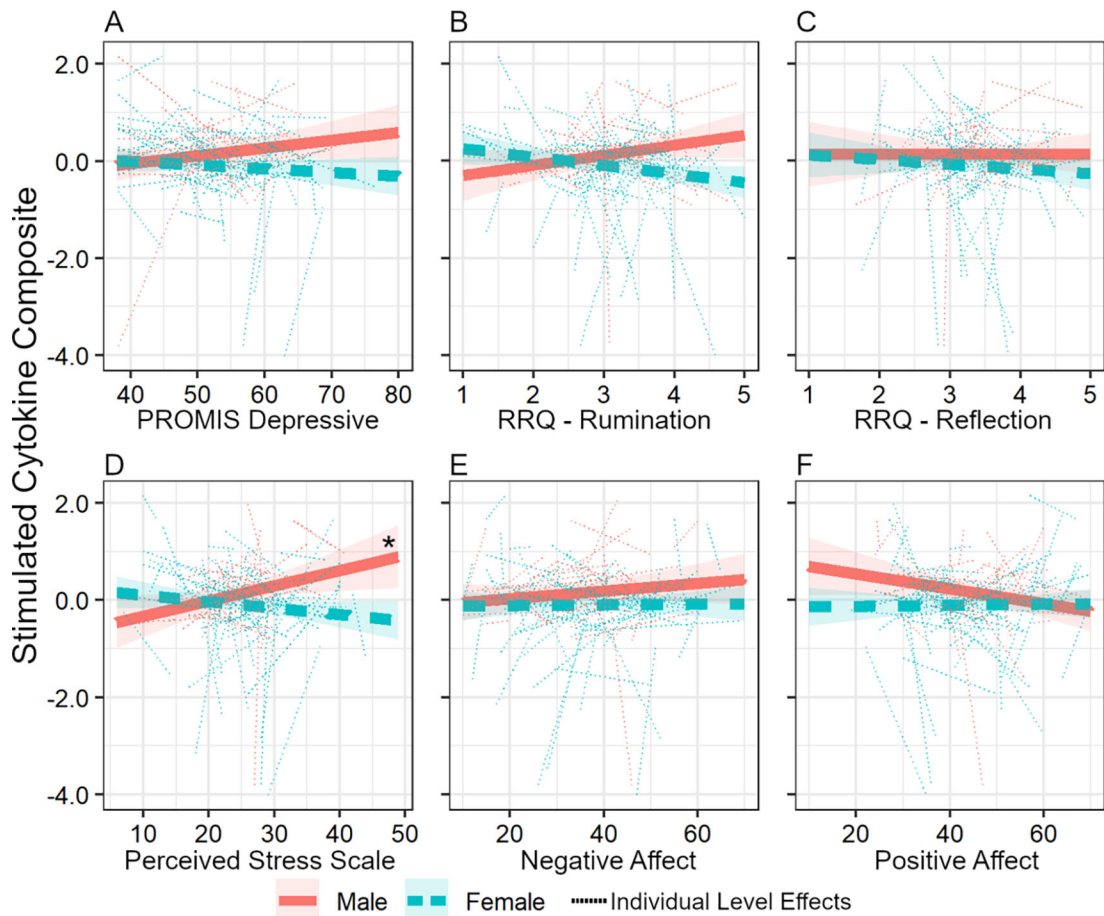 A B C
Stimulated Cytokine Composite
2.0
0.0
-2.0
-4.0
40 50 60 70 80 1 2 3 4 5 1 2 3 4 5
PROMIS Depressive RRQ - Rumination RRQ - Reflection
D E F
2.0
0.0
-2.0
-4.0
*
10 20 30 40 50 20 40 60 20 40 60
Perceived Stress Scale Negative Affect Positive Affect
Male Female Individual Level Effects